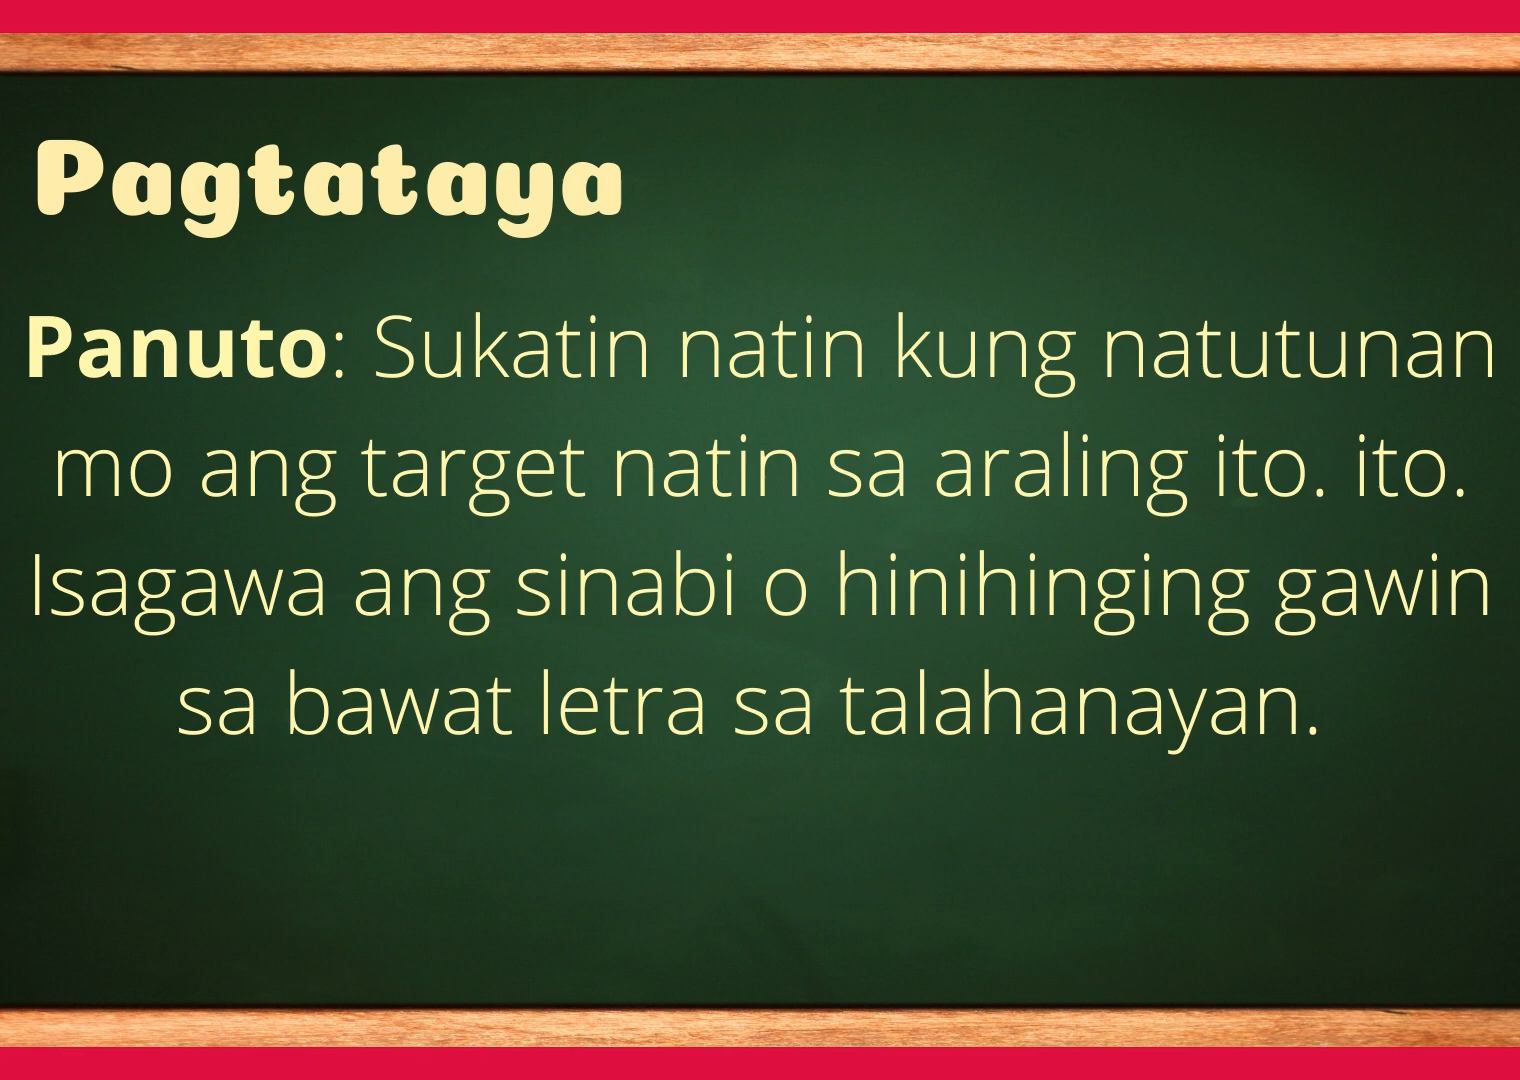 Pagtataya
Panuto: Sukatin natin kung natutunan
mo ang target natin sa araling ito. ito.
Isagawa ang sinabi o hinihinging gawin
sa bawat letra sa talahanayan.